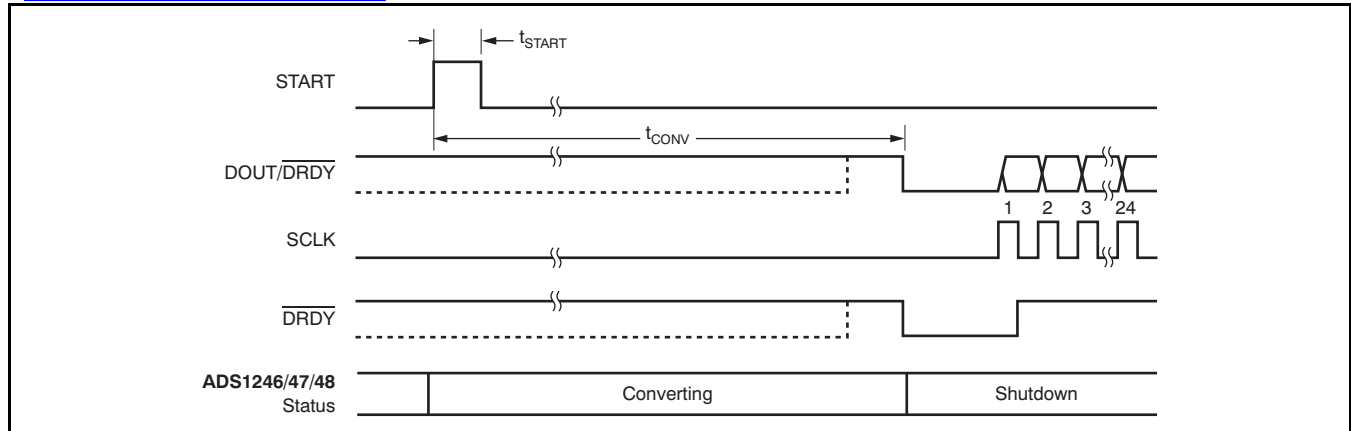 tSTART
START
tCONV
DOUT/DRDY
1 2 3 24
SCLK
DRDY
ADS1246/47/48
Status
Converting
Shutdown